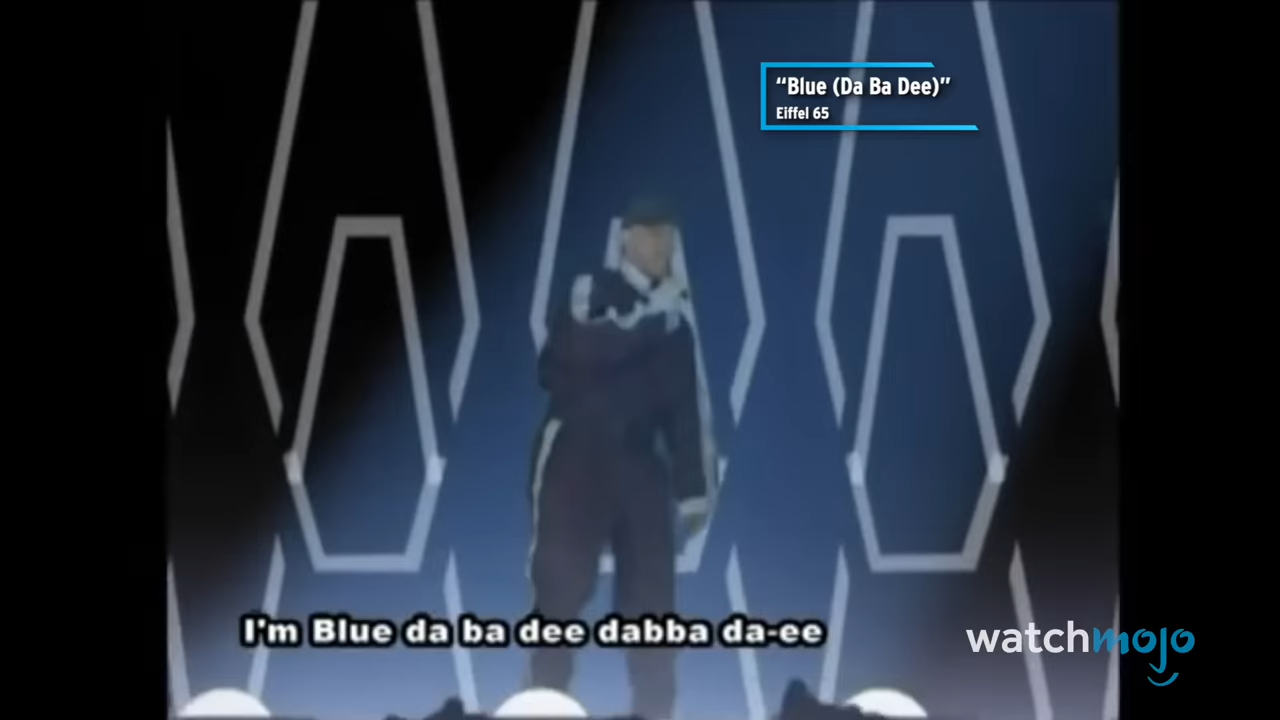 “Blue (Da Ba Dee)”
Eiffel 65
I'm Blue da ba dee dabba da-ee
watchmojo